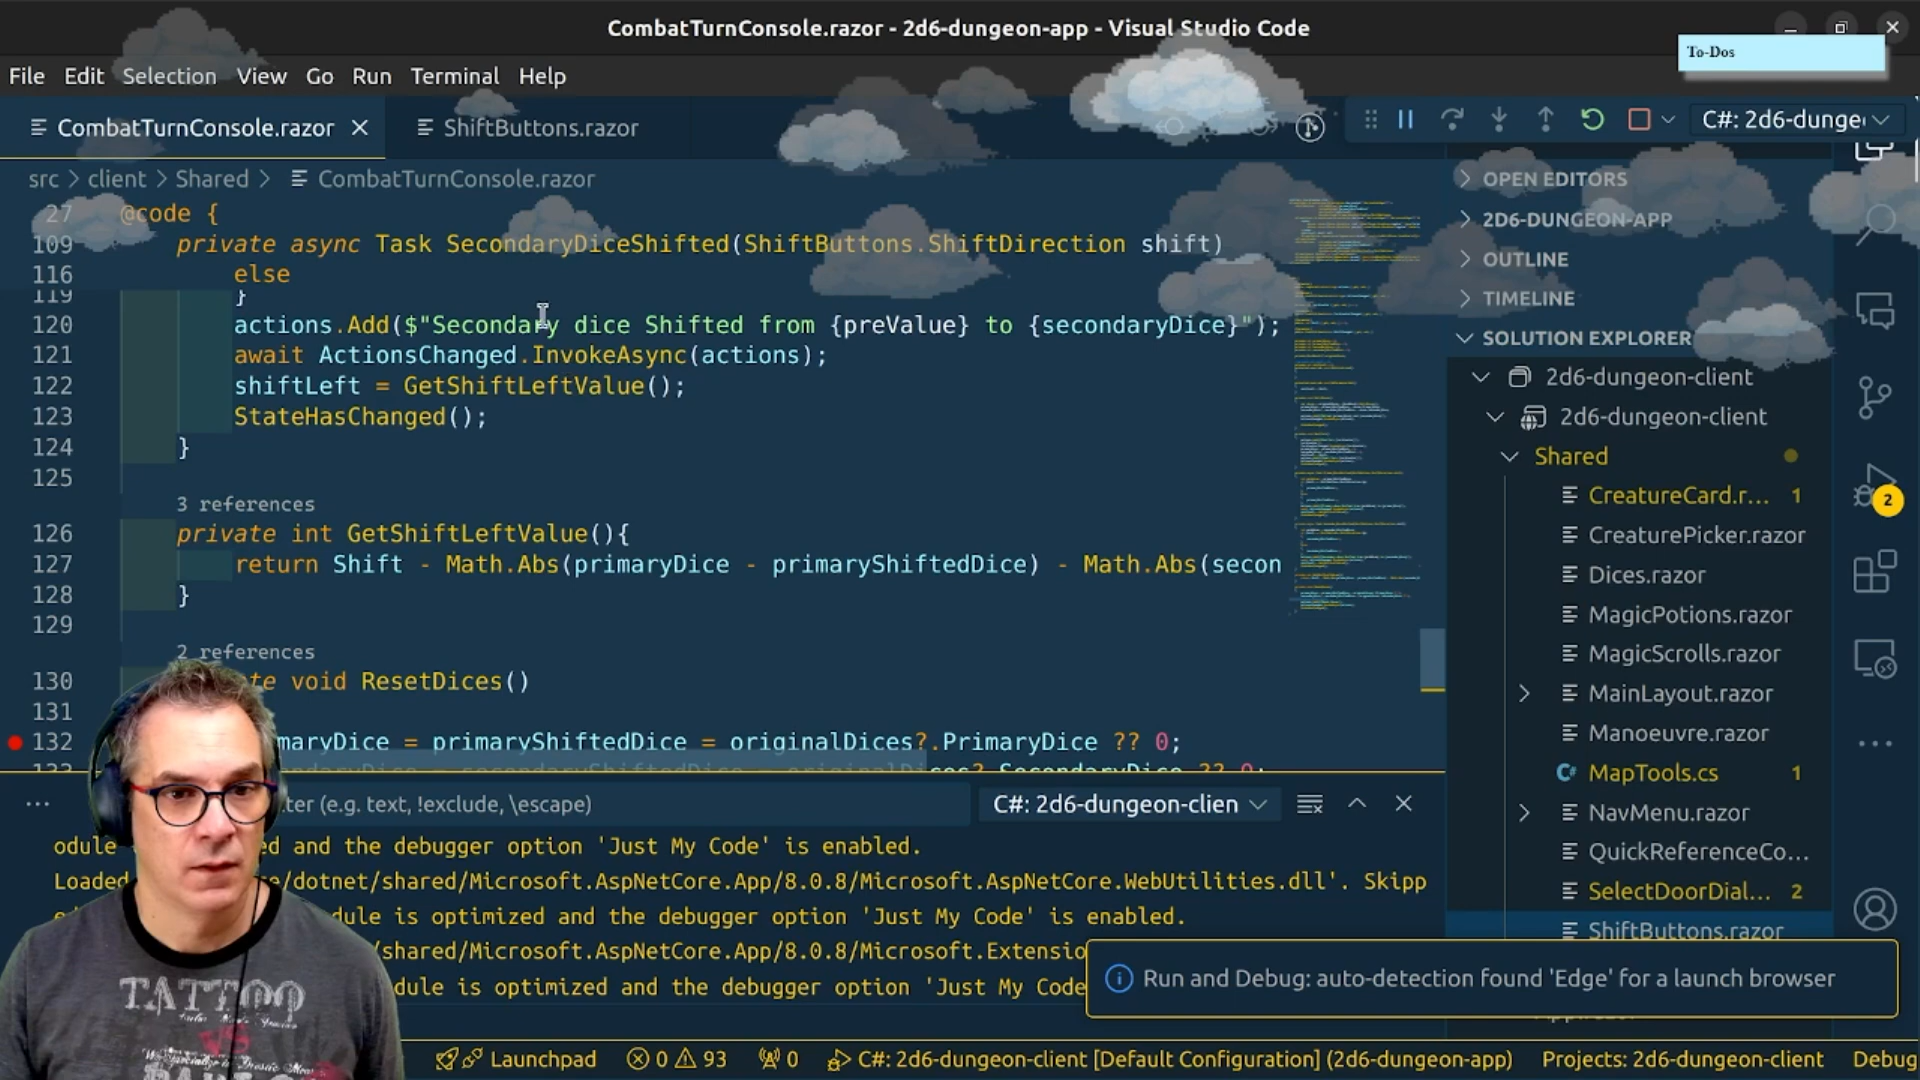 CombatTurnConsole.razor - 2d6-dungeon-app - Visual Studio Code
To-Dos
File Edit Selection View Go Run Terminal Help
CombatTurnConsole.razor ShiftButtons.razor
C#: 2d6-dunge
src > client > Shared > CombatTurnConsole.razor
27 @code {
109 private async Task SecondaryDiceShifted(ShiftButtons.ShiftDirection shift)
116 else
119 }
120 actions.Add($"Secondary dice Shifted from {preValue} to {secondaryDice}");
121 await ActionsChanged.InvokeAsync(actions);
122 shiftLeft = GetShiftLeftValue();
123 StateHasChanged();
124 }
125
3 references
126 private int GetShiftLeftValue(){
127 return Shift - Math.Abs(primaryDice - primaryShiftedDice) - Math.Abs(secon
128 }
129
2 references
130 te void ResetDices()
131
132 maryDice = primaryShiftedDice = originalDices?.PrimaryDice ?? 0;
OPEN EDITORS
2D6-DUNGEON-APP
OUTLINE
TIMELINE
SOLUTION EXPLORER
2d6-dungeon-client
2d6-dungeon-client
Shared
CreatureCard.r... 1
CreaturePicker.razor
Dices.razor
MagicPotions.razor
MagicScrolls.razor
MainLayout.razor
Manoeuvre.razor
MapTools.cs 1
NavMenu.razor
QuickReferenceCo...
SelectDoorDial... 2
ShiftButtons.razor
2
ter (e.g. text, !exclude, \escape) C#: 2d6-dungeon-clien
odule ed and the debugger option 'Just My Code' is enabled.
Loaded e/dotnet/shared/Microsoft.AspNetCore.App/8.0.8/Microsoft.AspNetCore.WebUtilities.dll'. Skipp
dule is optimized and the debugger option 'Just My Code' is enabled.
/shared/Microsoft.AspNetCore.App/8.0.8/Microsoft.Extensio
dule is optimized and the debugger option 'Just My Code
Run and Debug: auto-detection found 'Edge' for a launch browser
TATTOO
Launchpad 0 93 0 C#: 2d6-dungeon-client [Default Configuration] (2d6-dungeon-app) Projects: 2d6-dungeon-client Debug